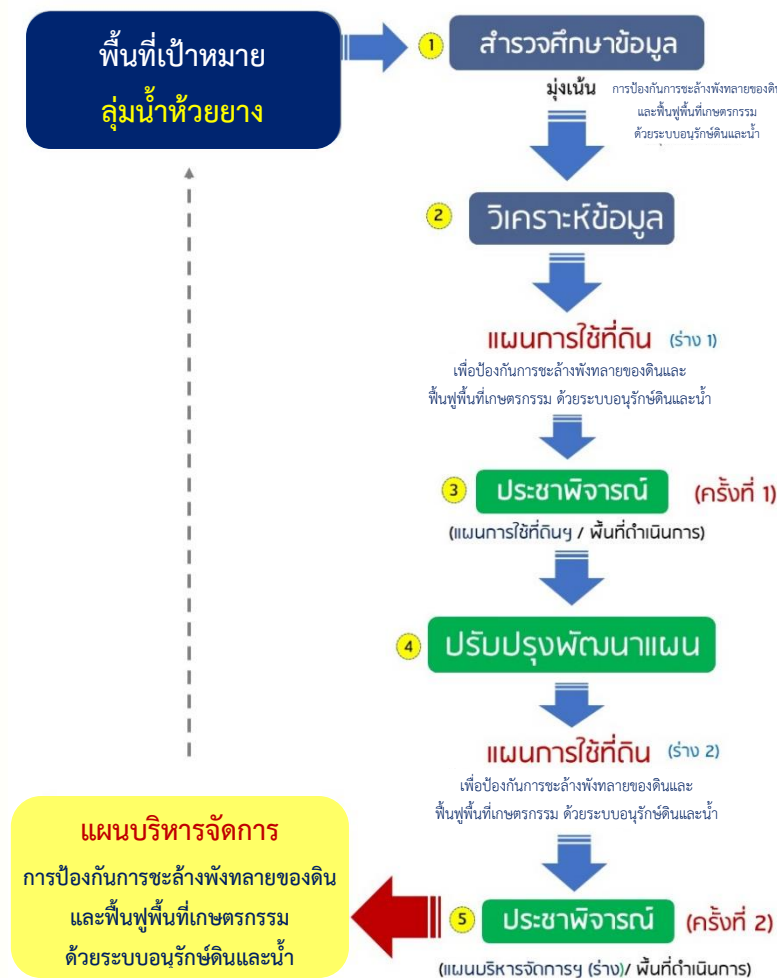 พื้นที่เป้าหมาย
ลุ่มน้ำห้วยยาง
1 สำรวจศึกษาข้อมูล
มุ่งเน้น การป้องกันการชะล้างพังทลายของดิน
และฟื้นฟูพื้นที่เกษตรกรรม
ด้วยระบบอนุรักษ์ดินและน้ำ
2 วิเคราะห์ข้อมูล
แผนการใช้ที่ดิน (ร่าง 1)
เพื่อป้องกันการชะล้างพังทลายของดินและ
ฟื้นฟูพื้นที่เกษตรกรรม ด้วยระบบอนุรักษ์ดินและน้ำ
3 ประชาพิจารณ์ (ครั้งที่ 1)
(แผนการใช้ที่ดินฯ / พื้นที่ดำเนินการ)
4 ปรับปรุงพัฒนาแผน
แผนการใช้ที่ดิน (ร่าง 2)
เพื่อป้องกันการชะล้างพังทลายของดินและ
ฟื้นฟูพื้นที่เกษตรกรรม ด้วยระบบอนุรักษ์ดินและน้ำ
5 ประชาพิจารณ์ (ครั้งที่ 2)
(แผนบริหารจัดการฯ (ร่าง)/ พื้นที่ดำเนินการ)
แผนบริหารจัดการ
การป้องกันการชะล้างพังทลายของดิน
และฟื้นฟูพื้นที่เกษตรกรรม
ด้วยระบบอนุรักษ์ดินและน้ำ